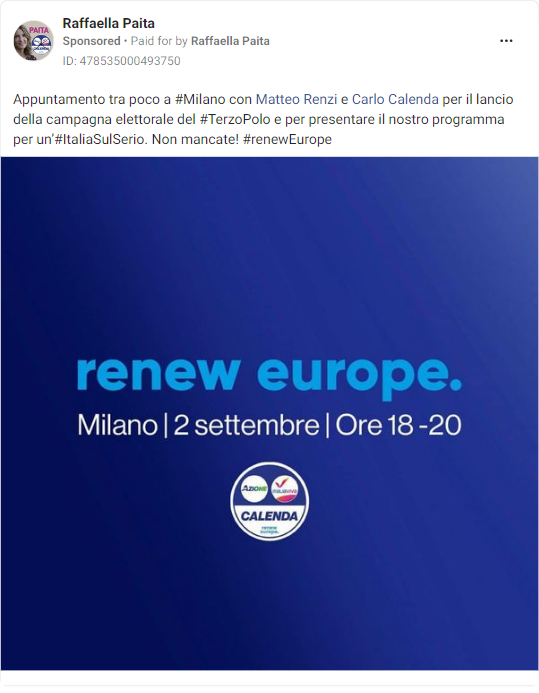 Raffaella Paita
Sponsored • Paid for by Raffaella Paita
ID: 478535000493750
Appuntamento tra poco a #Milano con Matteo Renzi e Carlo Calenda per il lancio
della campagna elettorale del #TerzoPolo e per presentare il nostro programma
per un'#ItaliaSulSerio. Non mancate! #renewEurope
renew europe.
Milano | 2 settembre | Ore 18 -20
AZIONE
italiaviva
CALENDA
renew
europe.
PAITA
CALENDA